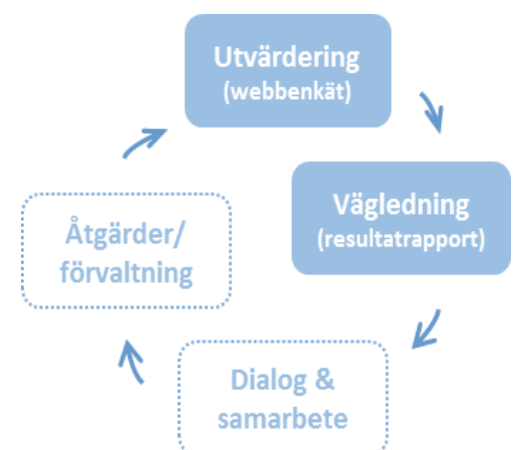 Utvärdering
(webbenkät)
Vägledning
(resultatrapport)
Dialog &
samarbete
Åtgärder/
förvaltning